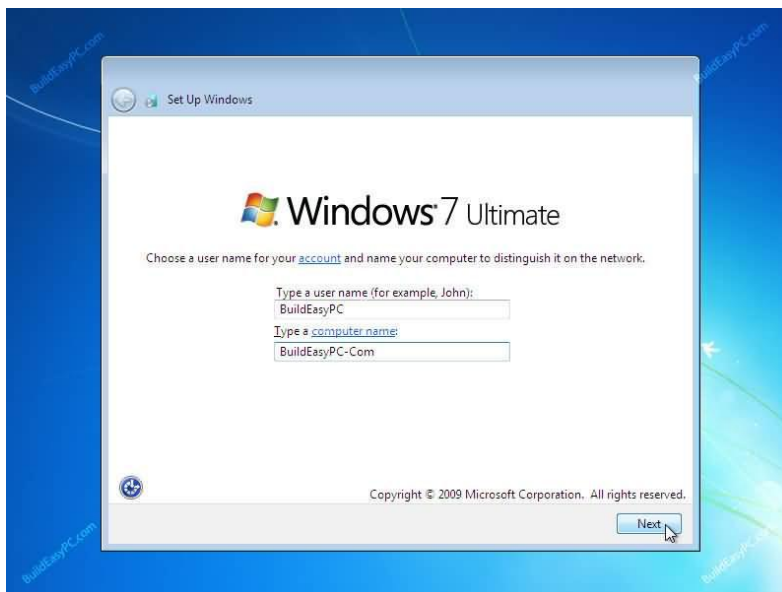 BuildEasyPC.com
BuildEasyPC.com
Set Up Windows
Windows 7 Ultimate
Choose a user name for your account and name your computer to distinguish it on the network.
Type a user name (for example, John):
BuildEasyPC
Type a computer name:
BuildEasyPC-Com
Copyright © 2009 Microsoft Corporation. All rights reserved.
Next
BuildEasyPC.com
BuildEasyPC.com